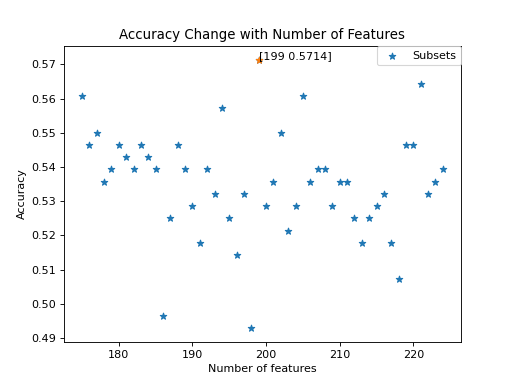 Accuracy Change with Number of Features
[199 0.5714]
Subsets
0.57
0.56
0.55
0.54
0.53
0.52
0.51
0.50
0.49
Accuracy
180 190 200 210 220
Number of features